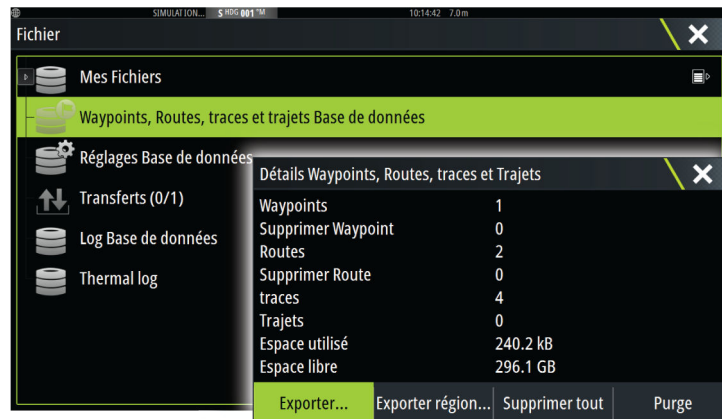 SIMULATION... S HDG 001 °M 10:14:42 7.0 m
Fichier
Mes Fichiers
Waypoints, Routes, traces et trajets Base de données
Réglages Base de données
Transferts (0/1)
Log Base de données
Thermal log
Détails Waypoints, Routes, traces et Trajets
Waypoints 1
Supprimer Waypoint 0
Routes 2
Supprimer Route 0
traces 4
Trajets 0
Espace utilisé 240.2 kB
Espace libre 296.1 GB
Exporter... Exporter région... Supprimer tout Purge